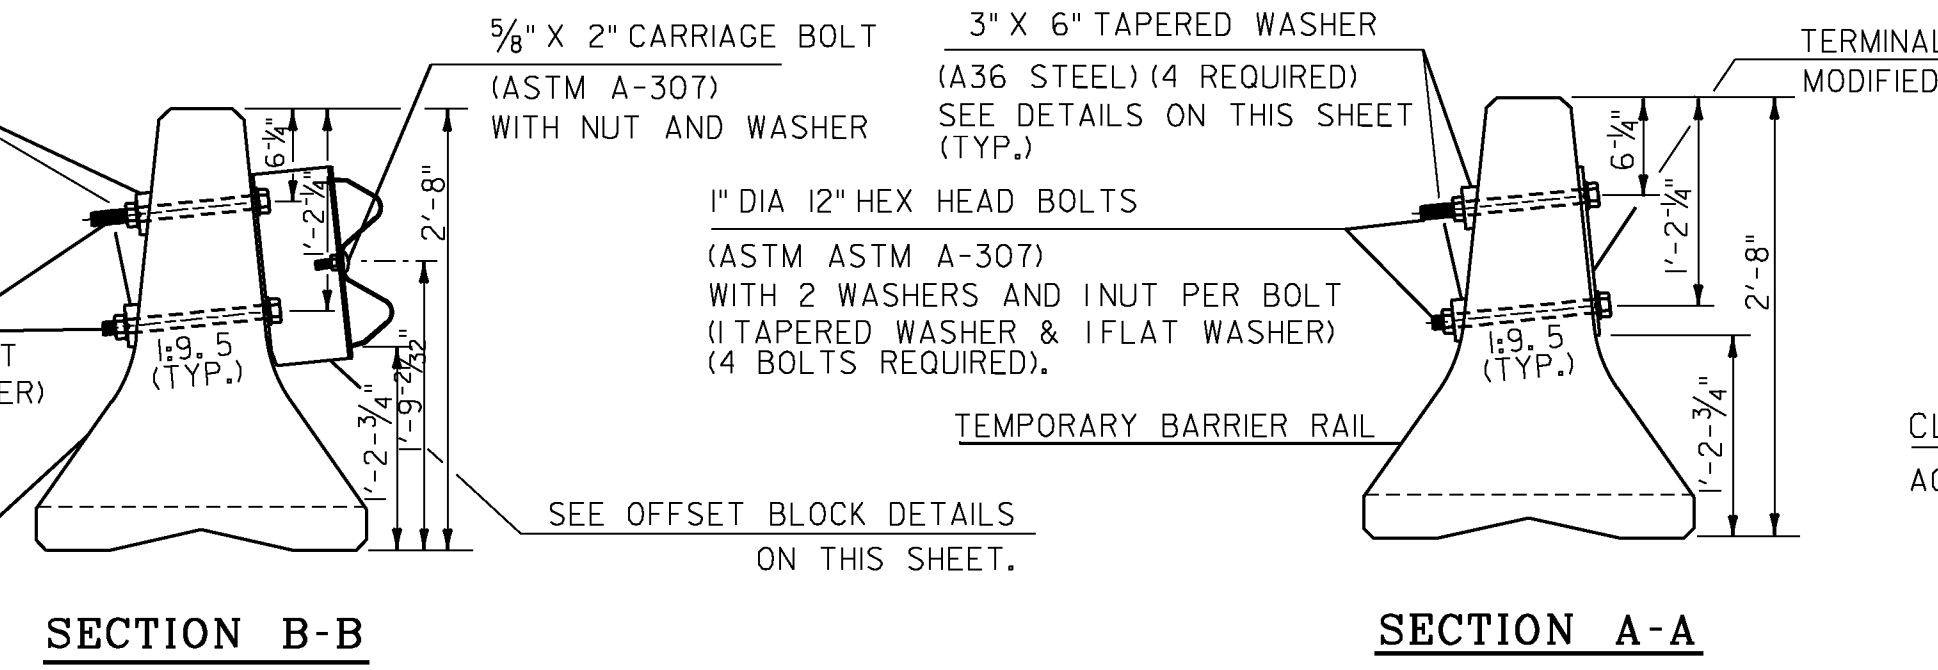 5/8" X 2" CARRIAGE BOLT
(ASTM A-307)
WITH NUT AND WASHER
3" X 6" TAPERED WASHER
(A36 STEEL) (4 REQUIRED)
SEE DETAILS ON THIS SHEET
(TYP.)
1" DIA 12" HEX HEAD BOLTS
(ASTM ASTM A-307)
WITH 2 WASHERS AND 1 NUT PER BOLT
(1 TAPERED WASHER & 1 FLAT WASHER)
(4 BOLTS REQUIRED).
TEMPORARY BARRIER RAIL
SEE OFFSET BLOCK DETAILS
ON THIS SHEET.
TERMINAL
MODIFIED
6-1/4"
1'-2-1/4"
2'-8"
1:9.5
(TYP.)
1'-2-3/4"
1'-9-21/32"
T
ER)
6-1/4"
1'-2-1/4"
2'-8"
1:9.5
(TYP.)
1'-2-3/4"
CL
SECTION B-B
SECTION A-A